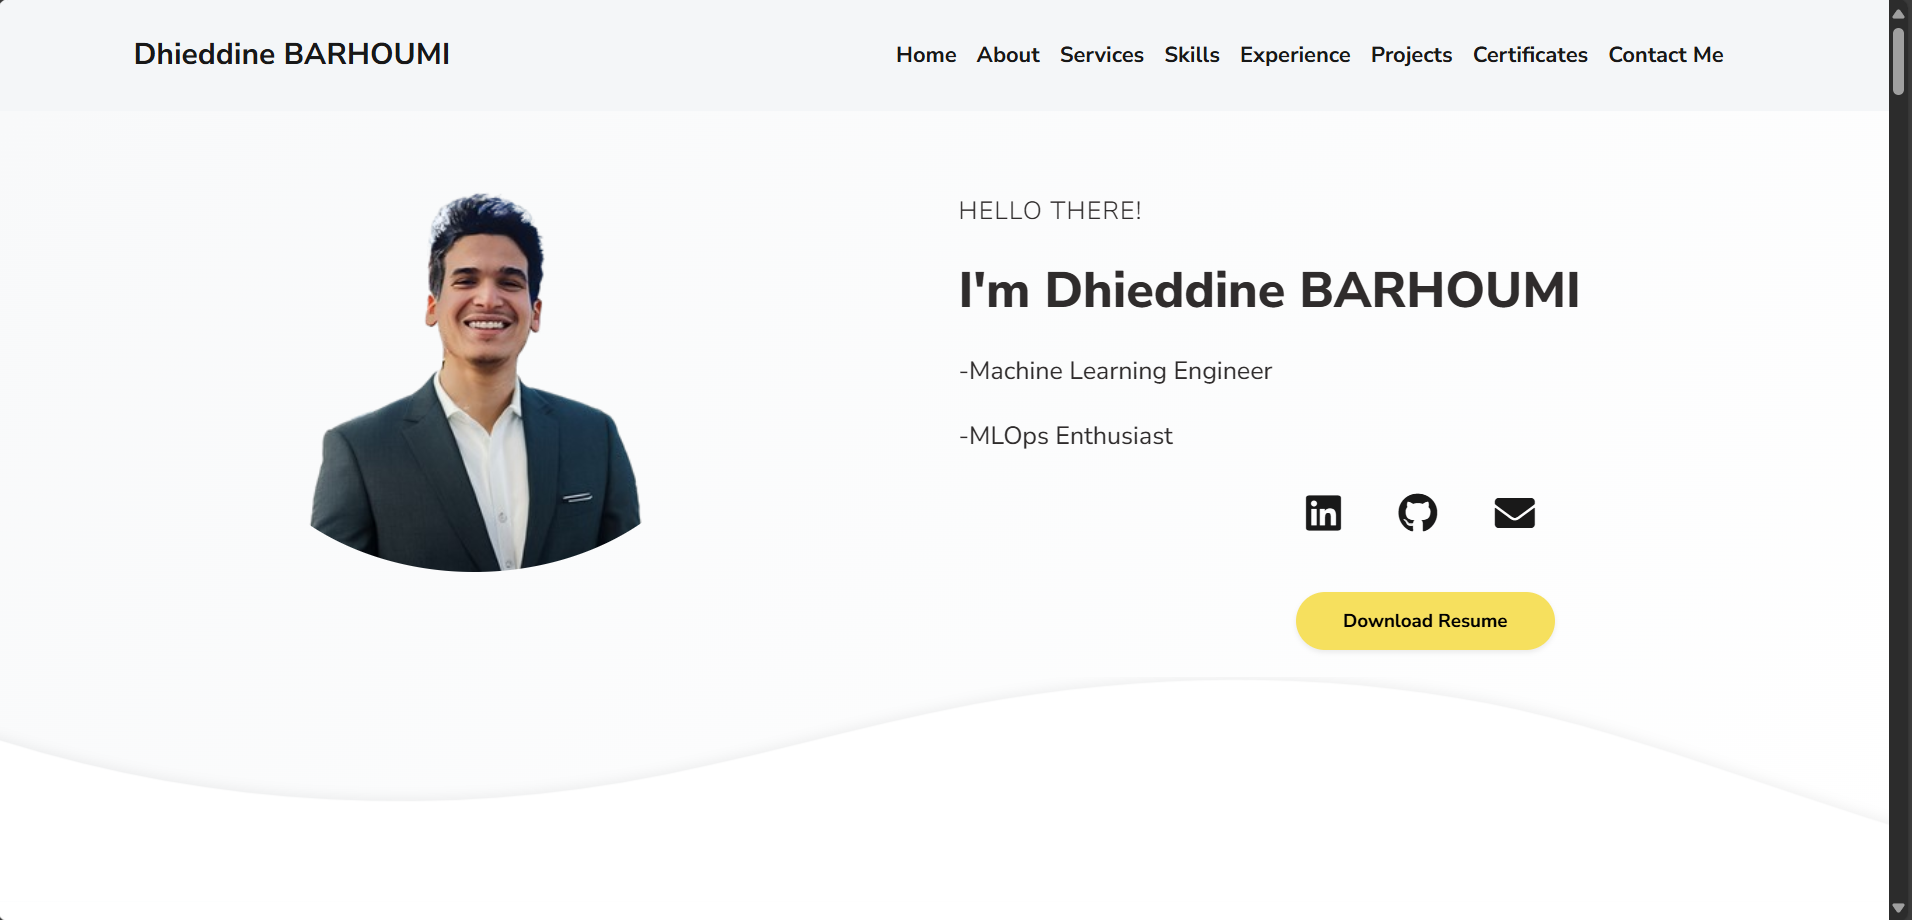 Dhieddine BARHOUMI
Home About Services Skills Experience Projects Certificates Contact Me
HELLO THERE!
I'm Dhieddine BARHOUMI
-Machine Learning Engineer
-MLOps Enthusiast
in
Download Resume